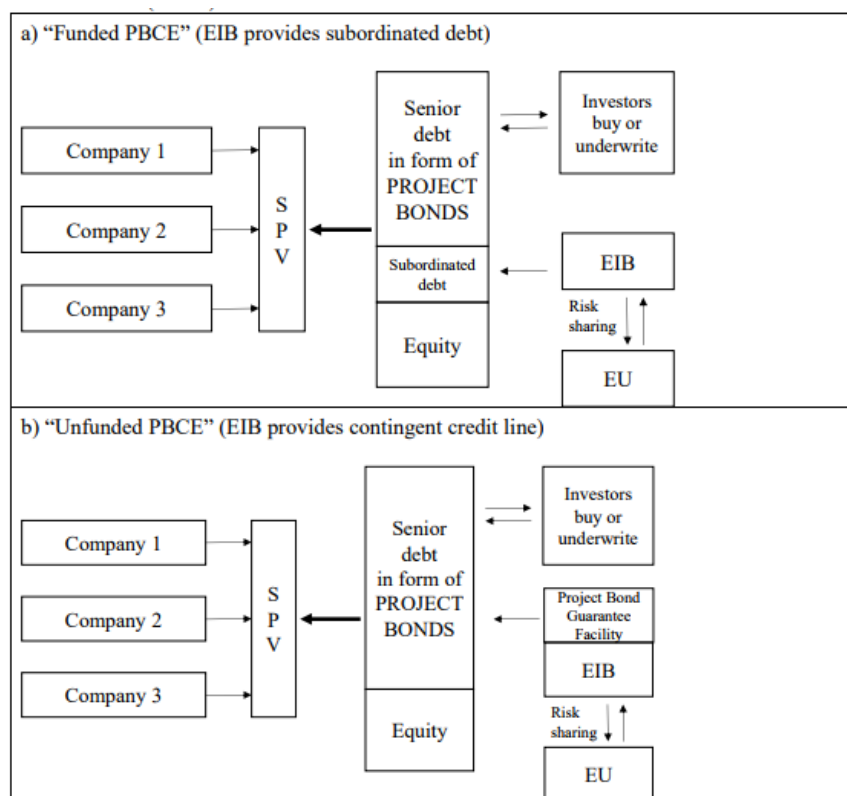 a) “Funded PBCE” (EIB provides subordinated debt)
Senior
debt
in form of
PROJECT
BONDS
Investors
buy or
underwrite
Company 1
Company 2
Company 3
S
P
V
Subordinated
debt
EIB
Risk
sharing
Equity
EU
b) “Unfunded PBCE” (EIB provides contingent credit line)
Senior
debt
in form of
PROJECT
BONDS
Investors
buy or
underwrite
Company 1
Company 2
Company 3
S
P
V
Project Bond
Guarantee
Facility
EIB
Risk
sharing
Equity
EU